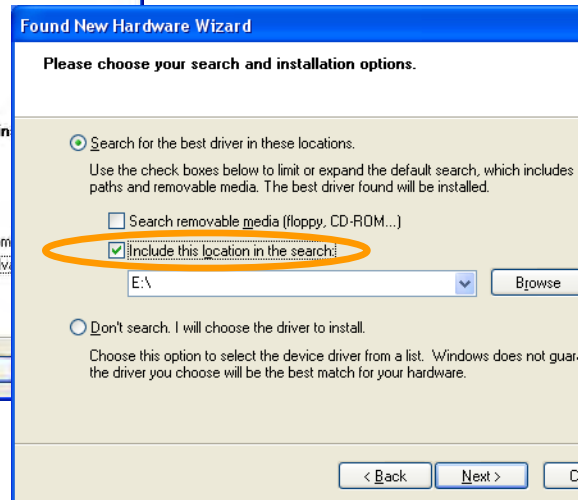 Found New Hardware Wizard
Please choose your search and installation options.
Search for the best driver in these locations.
Use the check boxes below to limit or expand the default search, which includes
paths and removable media. The best driver found will be installed.
Search removable media (floppy, CD-ROM...)
Include this location in the search:
E:\
Browse
Don't search. I will choose the driver to install.
Choose this option to select the device driver from a list. Windows does not guar
the driver you choose will be the best match for your hardware.
< Back
Next >